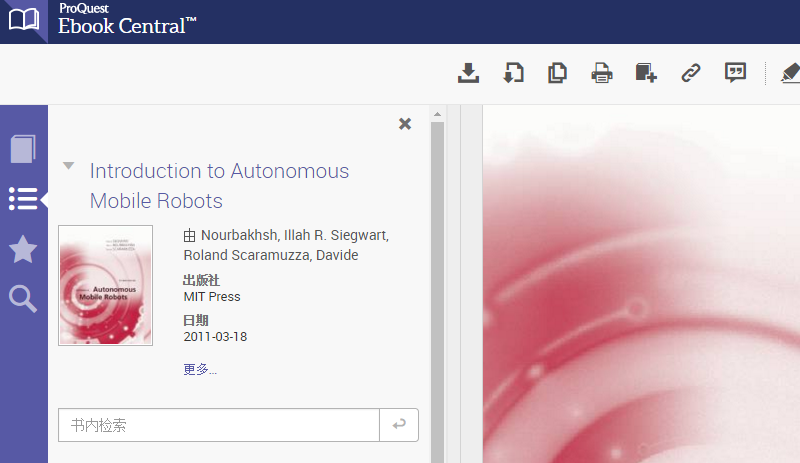 ProQuest
Ebook Central™
Introduction to Autonomous
Mobile Robots
由 Nourbakhsh, Illah R. Siegwart,
Roland Scaramuzza, Davide
出版社
MIT Press
日期
2011-03-18
更多...
Autonomous
Mobile Robots
书内检索